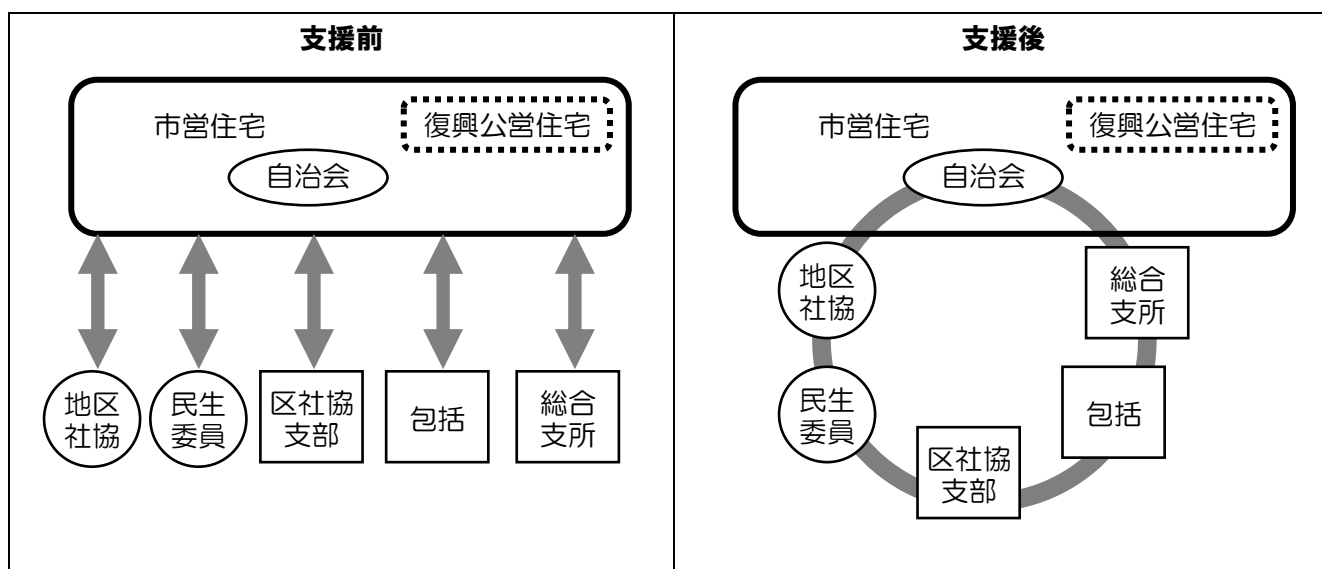 支援前
市営住宅
復興公営住宅
自治会
地区
社協
民生
委員
区社協
支部
包括
総合
支所
支援後
市営住宅
復興公営住宅
自治会
地区
社協
総合
支所
民生
委員
包括
区社協
支部